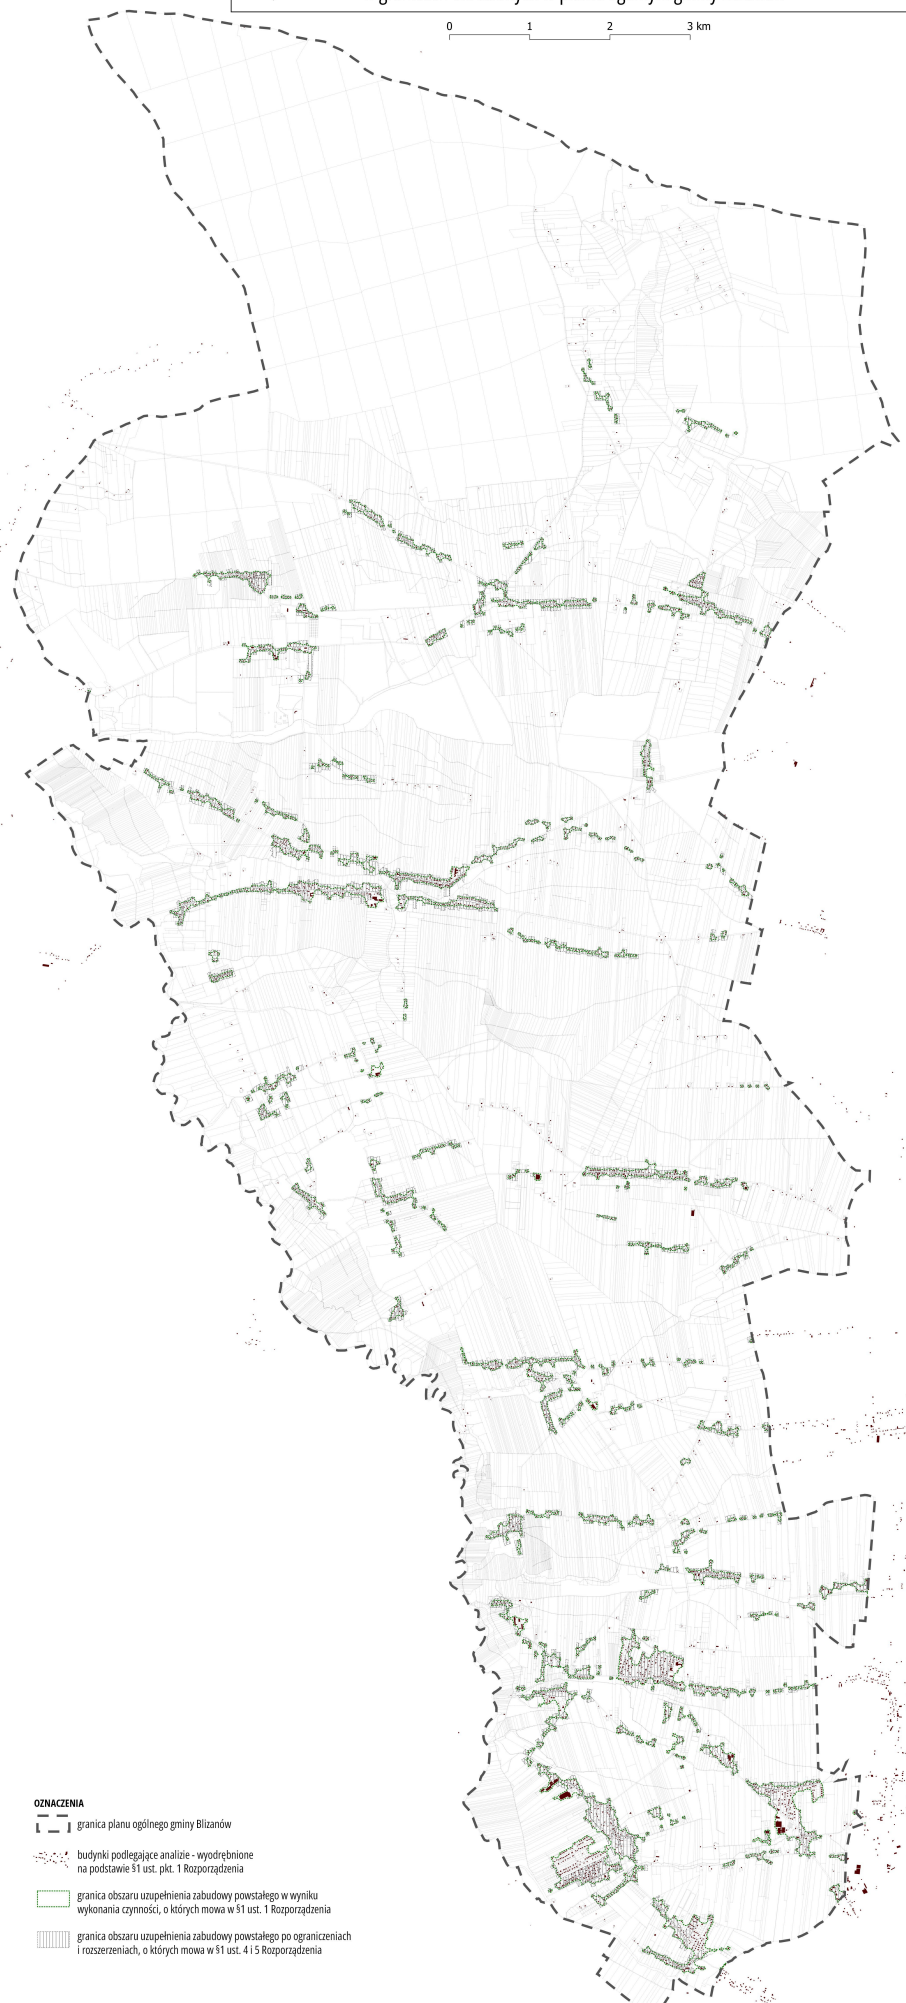 0 1 2 3 km
OZNACZENIA
granica planu ogólnego gminy Blizanów
budynki podlegające analizie - wyodrębnione
na podstawie §1 ust. pkt. 1 Rozporządzenia
granica obszaru uzupełnienia zabudowy powstałego w wyniku
wykonania czynności, o których mowa w §1 ust. 1 Rozporządzenia
granica obszaru uzupełnienia zabudowy powstałego po ograniczeniach
i rozszerzeniach, o których mowa w §1 ust. 4 i 5 Rozporządzenia